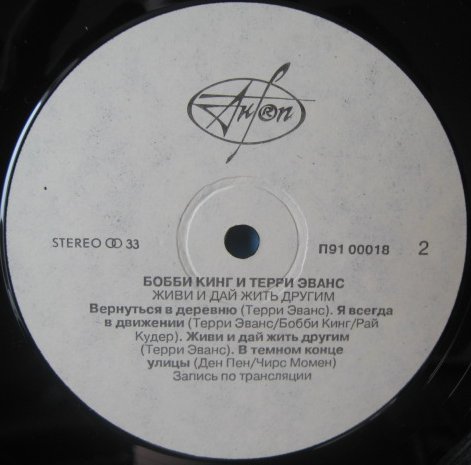 Анфоп
STEREO 33
П91 00018 2
БОББИ КИНГ И ТЕРРИ ЭВАНС
ЖИВИ И ДАЙ ЖИТЬ ДРУГИМ
Вернуться в деревню (Терри Эванс). Я всегда
в движении (Терри Эванс/Бобби Кинг/Рай
Кудер). Живи и дай жить другим
(Терри Эванс). В темном конце
улицы (Ден Пен/Чирс Момен)
Запись по трансляции